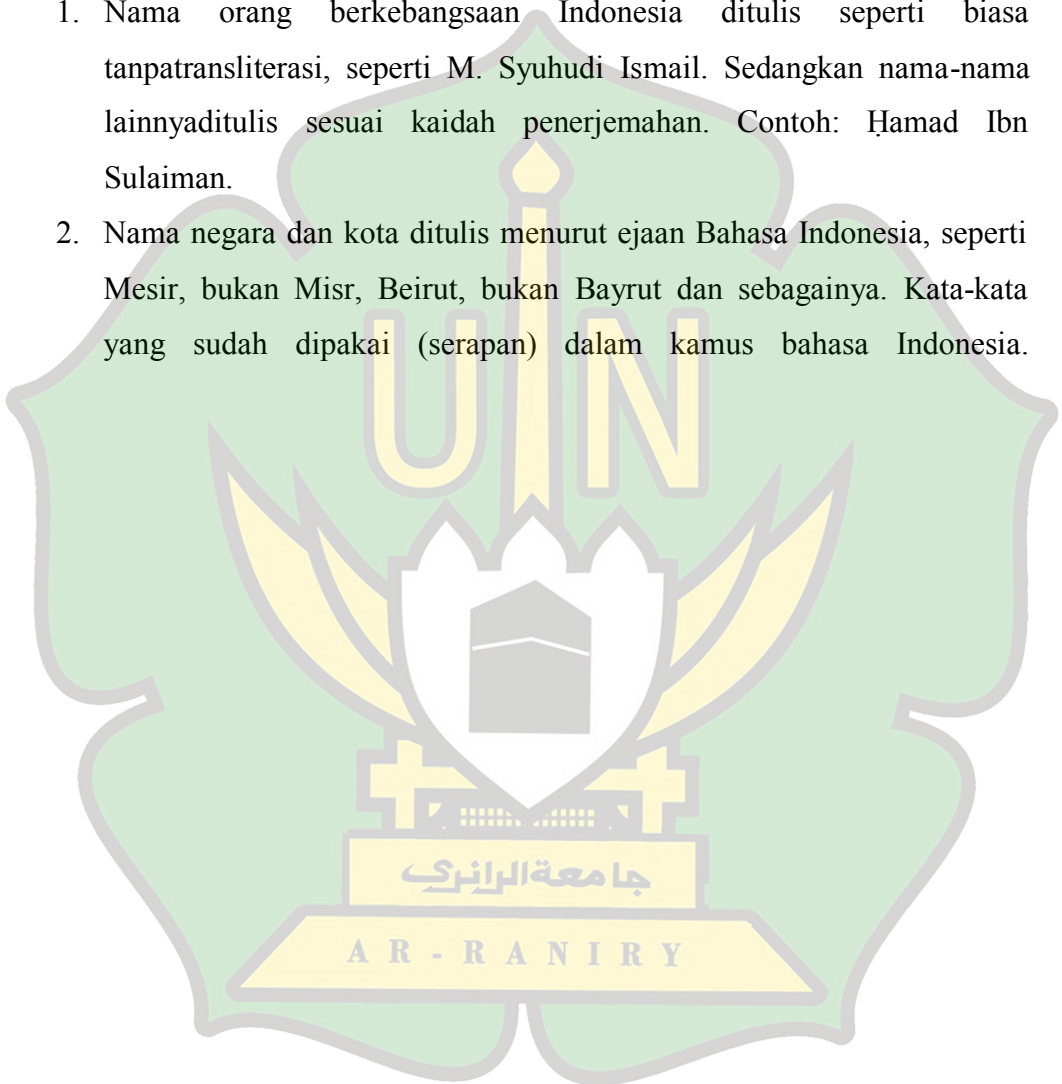 1. Nama orang berkebangsaan Indonesia ditulis seperti biasa
tanpatransliterasi, seperti M. Syuhudi Ismail. Sedangkan nama-nama
lainnyaditulis sesuai kaidah penerjemahan. Contoh: Ḥamad Ibn
Sulaiman.
2. Nama negara dan kota ditulis menurut ejaan Bahasa Indonesia, seperti
Mesir, bukan Misr, Beirut, bukan Bayrut dan sebagainya. Kata-kata
yang sudah dipakai (serapan) dalam kamus bahasa Indonesia.
UIN
جامعةالرانري
AR-RANIRY